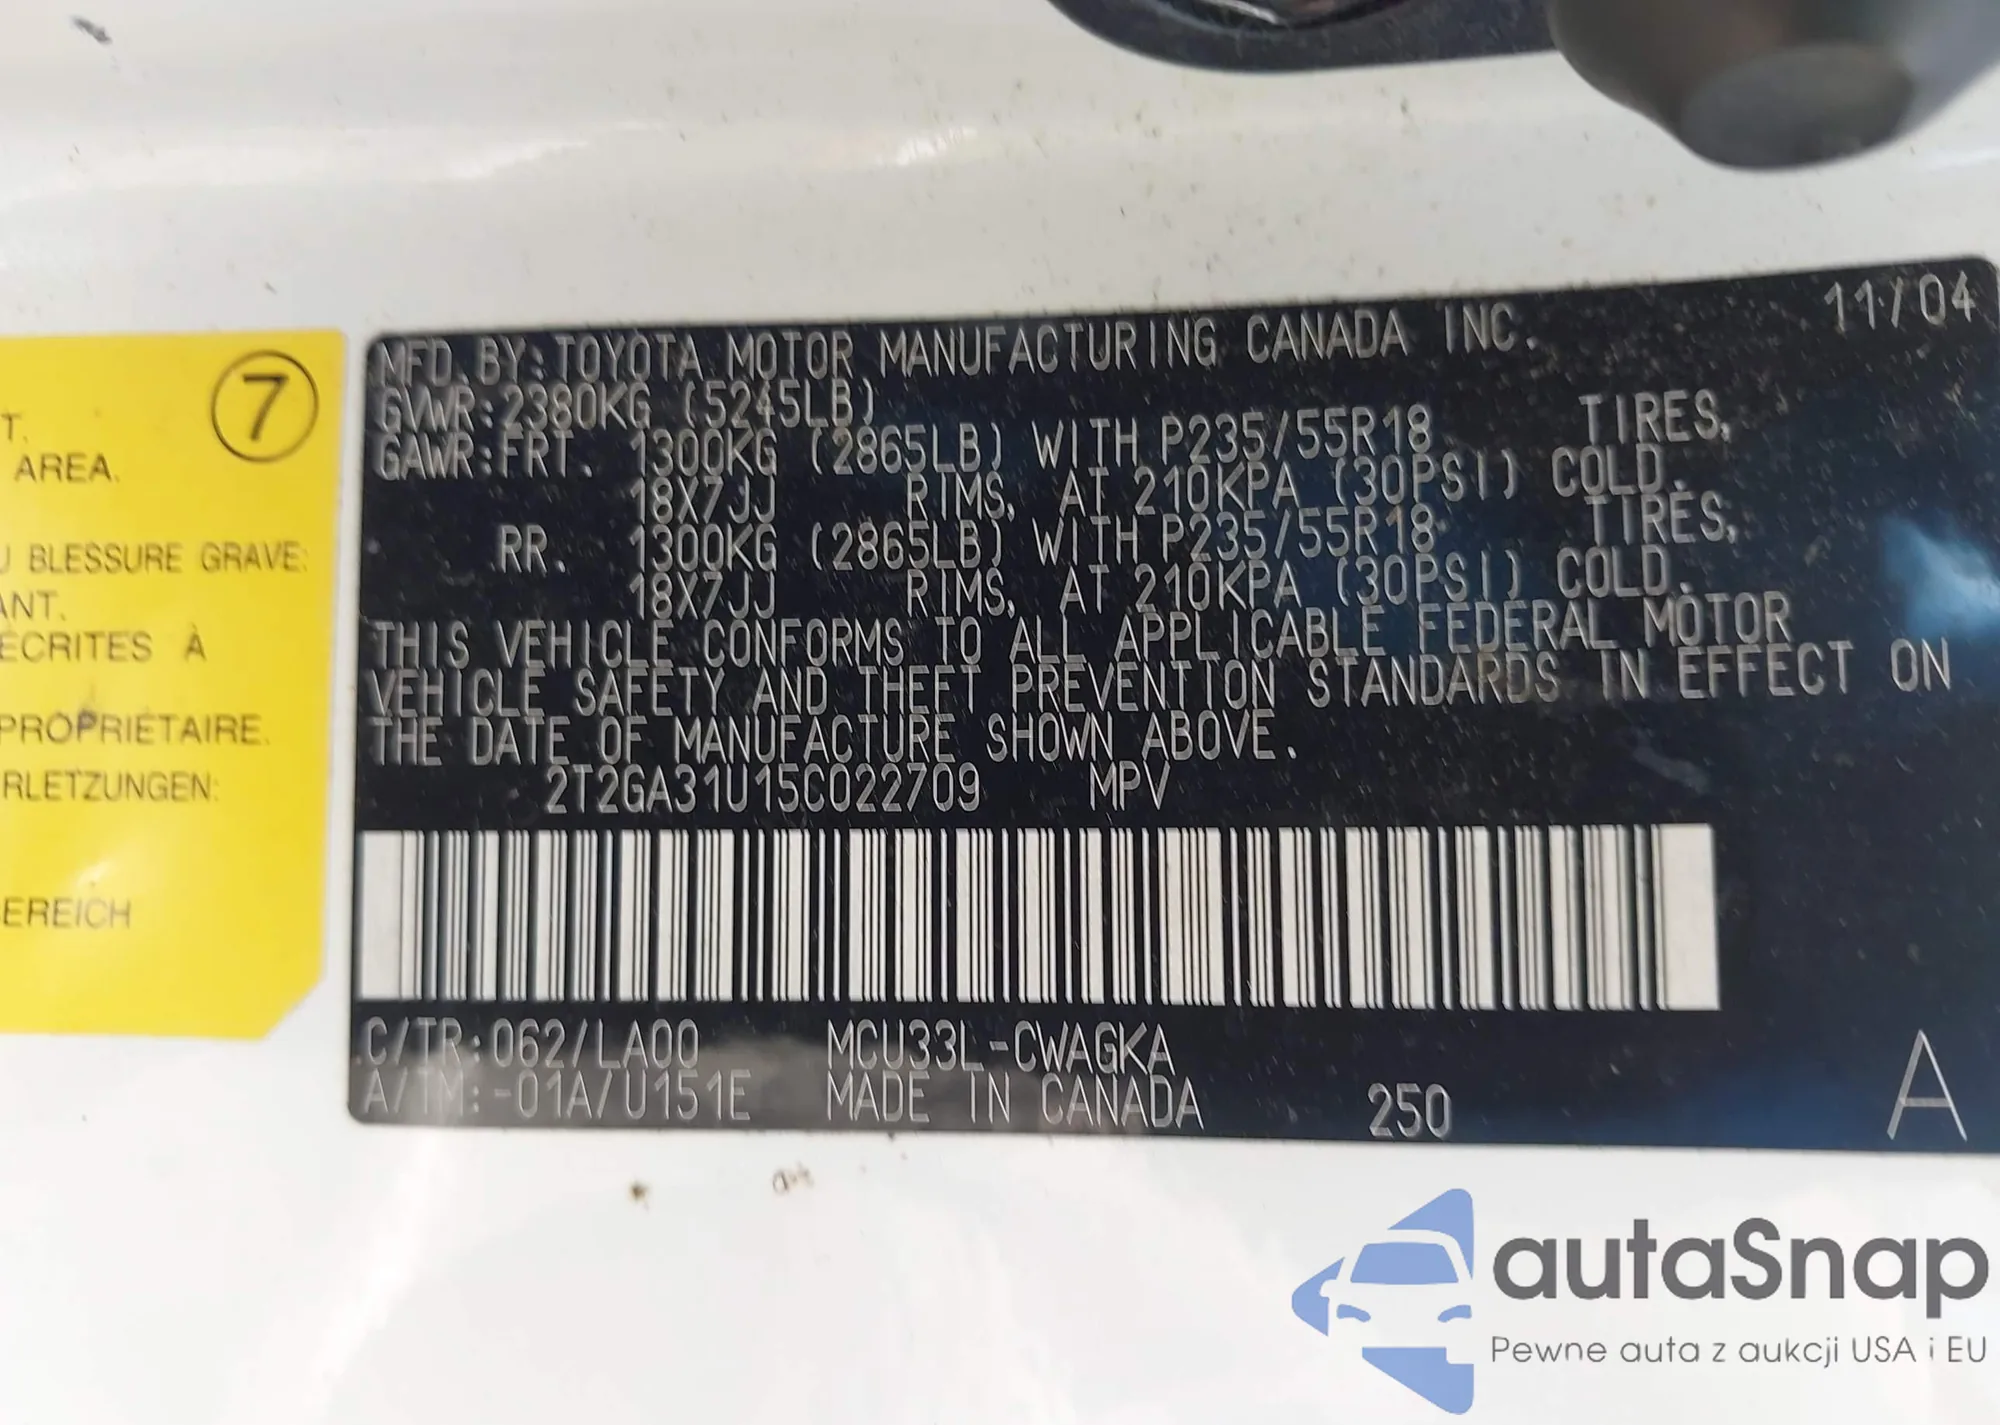 7
T.
AREA.
U BLESSURE GRAVE:
ANT.
ÉCRITES À
PROPRIÉTAIRE.
RLETZUNGEN:
BEREICH
MFD. BY: TOYOTA MOTOR MANUFACTURING CANADA INC. 11/04
GVWR: 2380KG (5245LB)
GAWR: FRT. 1300KG (2865LB) WITH P235/55R18 TIRES,
18X7JJ RIMS, AT 210KPA (30PSI) COLD.
RR. 1300KG (2865LB) WITH P235/55R18 TIRES,
18X7JJ RIMS, AT 210KPA (30PSI) COLD.
THIS VEHICLE CONFORMS TO ALL APPLICABLE FEDERAL MOTOR
VEHICLE SAFETY AND THEFT PREVENTION STANDARDS IN EFFECT ON
THE DATE OF MANUFACTURE SHOWN ABOVE.
2T2GA31U15C022709 MPV
C/TR: 062/LA00 MCU33L-CWAGKA
A/TM: -01A/U151E MADE IN CANADA 250 A
autaSnap
Pewne auta z aukcji USA i EU